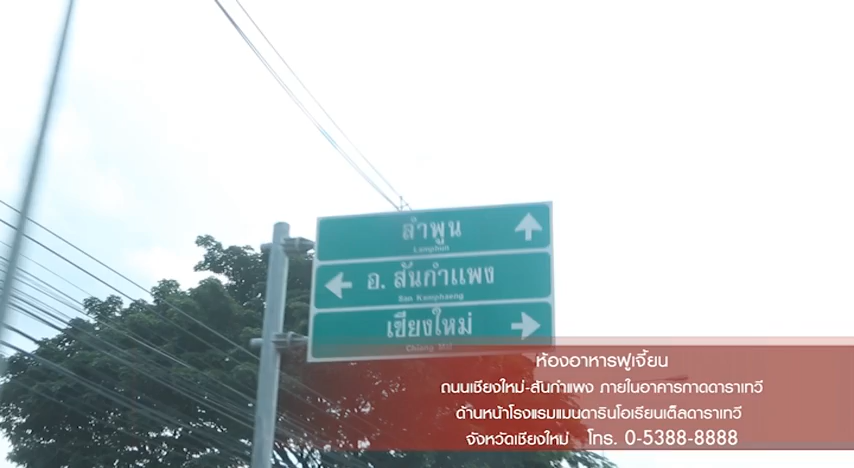 ลำพูน
Lamphun
อ. สันกำแพง
San Kamphaeng
เชียงใหม่
Chiang Mai
ห้องอาหารฟูเจี้ยน
ถนนเชียงใหม่-สันกำแพง ภายในอาคารกาดดาราเทวี
ด้านหน้าโรงแรมแมนดารินโอเรียนเต็ลดาราเทวี
จังหวัดเชียงใหม่ โทร. 0-5388-8888